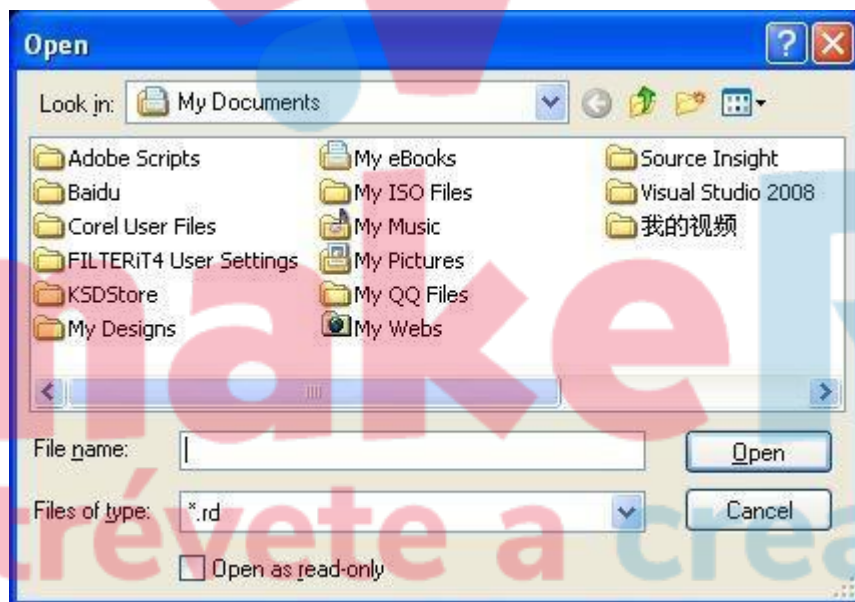 Open
Look in: My Documents
Adobe Scripts
Baidu
Corel User Files
FILTERiT4 User Settings
KSDStore
My Designs
My eBooks
My ISO Files
My Music
My Pictures
My QQ Files
My Webs
Source Insight
Visual Studio 2008
我的视频
File name:
Open
Files of type: *.rd
Cancel
Open as read-only
make
trévete a crea